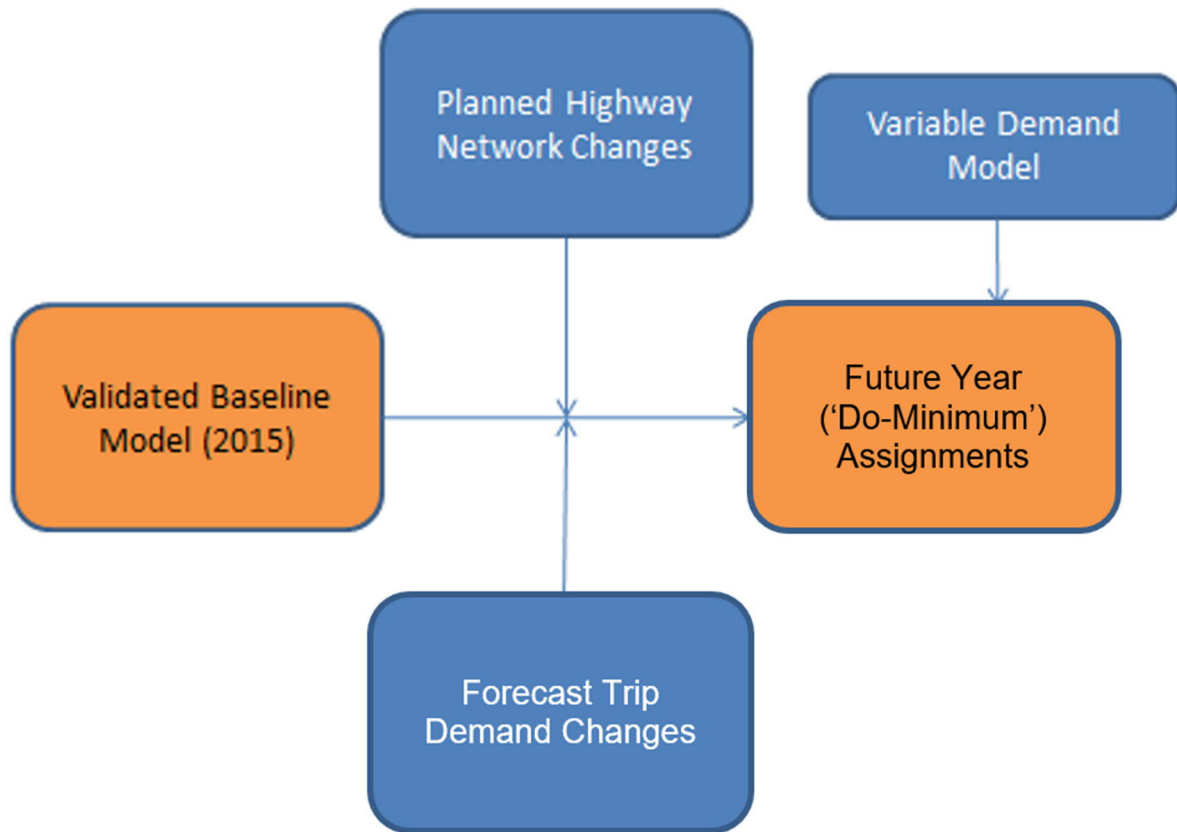 Planned Highway
Network Changes
Variable Demand
Model
Validated Baseline
Model (2015)
Future Year
(‘Do-Minimum’)
Assignments
Forecast Trip
Demand Changes